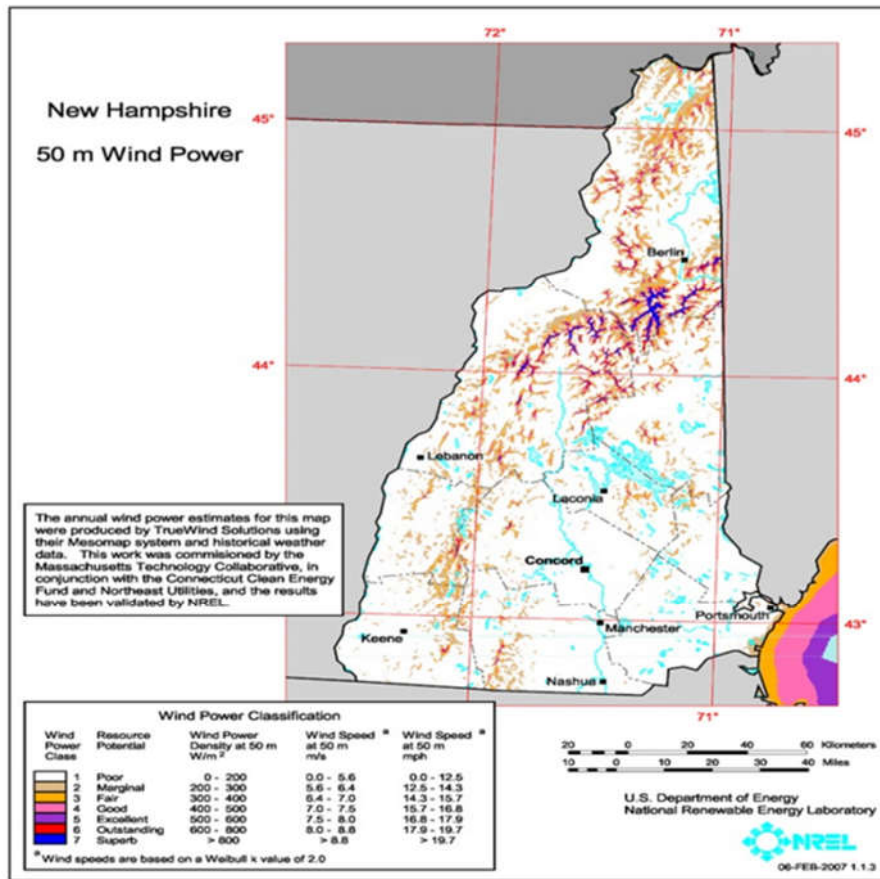 72°
71°
New Hampshire
50 m Wind Power
45°
45°
Berlin
44°
44°
Lebanon
Laconia
The annual wind power estimates for this map
were produced by TrueWind Solutions using
their Mesomap system and historical weather
data. This work was commisioned by the
Massachusetts Technology Collaborative, in
conjunction with the Connecticut Clean Energy
Fund and Northeast Utilities, and the results
have been validated by NREL.
Concord
Portsmouth
43°
Manchester
Keene
Nashua
71°
Wind Power Classification
Wind Resource Wind Power Wind Speed a Wind Speed a
Power Potential Density at 50 m at 50 m at 50 m
Class W/m 2 m/s mph
1 Poor 0 - 200 0.0 - 5.6 0.0 - 12.5
2 Marginal 200 - 300 5.6 - 6.4 12.5 - 14.3
3 Fair 300 - 400 6.4 - 7.0 14.3 - 15.7
4 Good 400 - 500 7.0 - 7.5 15.7 - 16.8
5 Excellent 500 - 600 7.5 - 8.0 16.8 - 17.9
6 Outstanding 600 - 800 8.0 - 8.8 17.9 - 19.7
7 Superb > 800 > 8.8 > 19.7
a Wind speeds are based on a Weibull k value of 2.0
20 0 20 40 60 Kilometers
10 0 10 20 30 40 Miles
U.S. Department of Energy
National Renewable Energy Laboratory
NREL
06-FEB-2007 1.1.3